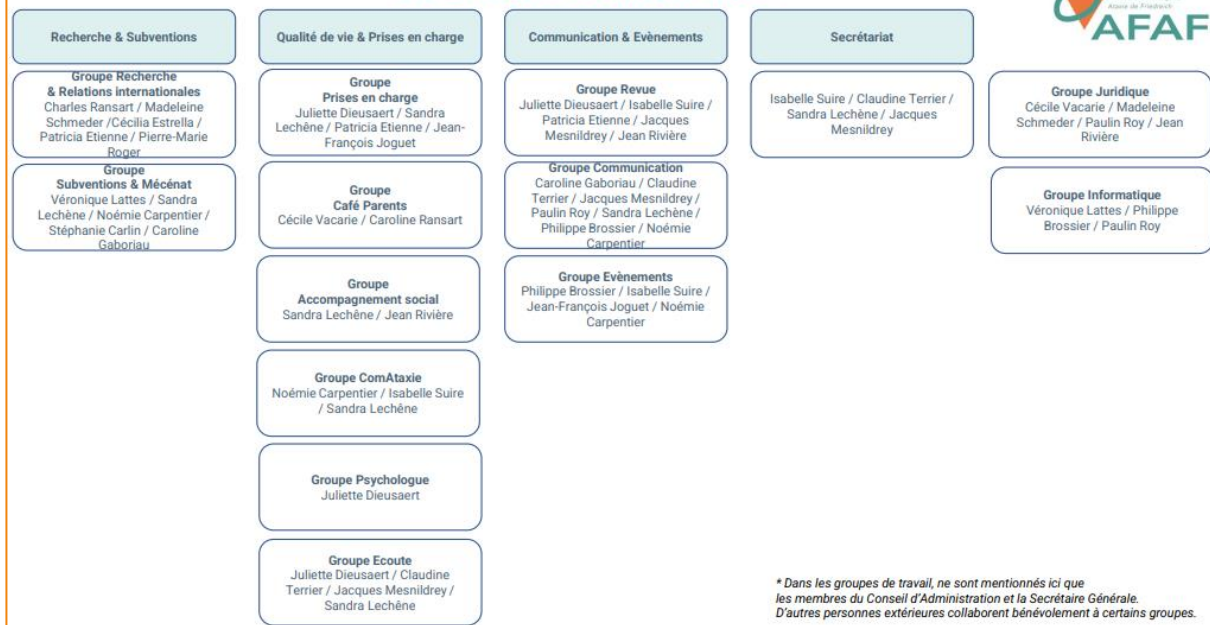 Recherche & Subventions
Groupe Recherche
& Relations internationales
Charles Ransart / Madeleine
Schmeder /Cécilia Estrella /
Patricia Etienne / Pierre-Marie
Roger
Groupe
Subventions & Mécénat
Véronique Lattes / Sandra
Lechêne / Noémie Carpentier /
Stéphanie Carlin / Caroline
Gaboriau
Qualité de vie & Prises en charge
Groupe
Prises en charge
Juliette Dieusaert / Sandra
Lechêne / Patricia Etienne / Jean-
François Joguet
Groupe
Café Parents
Cécile Vacarie / Caroline Ransart
Groupe
Accompagnement social
Sandra Lechêne / Jean Rivière
Groupe ComAtaxie
Noémie Carpentier / Isabelle Suire
/ Sandra Lechêne
Groupe Psychologue
Juliette Dieusaert
Groupe Ecoute
Juliette Dieusaert / Claudine
Terrier / Jacques Mesnildrey /
Sandra Lechêne
Communication & Evènements
Groupe Revue
Juliette Dieusaert / Isabelle Suire /
Patricia Etienne / Jacques
Mesnildrey / Jean Rivière
Groupe Communication
Caroline Gaboriau / Claudine
Terrier / Jacques Mesnildrey /
Paulin Roy / Sandra Lechêne /
Philippe Brossier / Noémie
Carpentier
Groupe Evènements
Philippe Brossier / Isabelle Suire /
Jean-François Joguet / Noémie
Carpentier
Secrétariat
Isabelle Suire / Claudine Terrier /
Sandra Lechêne / Jacques
Mesnildrey
Ataxie de Friedreich
AFAF
Groupe Juridique
Cécile Vacarie / Madeleine
Schmeder / Paulin Roy / Jean
Rivière
Groupe Informatique
Véronique Lattes / Philippe
Brossier / Paulin Roy
* Dans les groupes de travail, ne sont mentionnés ici que
les membres du Conseil d'Administration et la Secrétaire Générale.
D'autres personnes extérieures collaborent bénévolement à certains groupes.